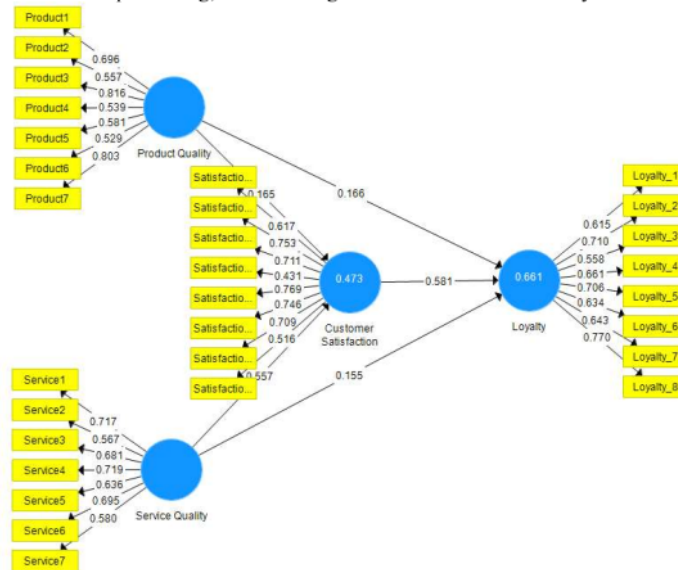 Product1
Product2
Product3
Product4
Product5
Product6
Product7
0.696
0.557
0.816
0.539
0.581
0.529
0.803
Product Quality
0.165
0.166
Satisfactio...
Satisfactio...
Satisfactio...
Satisfactio...
Satisfactio...
Satisfactio...
Satisfactio...
Satisfactio...
0.617
0.753
0.711
0.431
0.769
0.746
0.709
0.516
0.473
Customer
Satisfaction
0.581
0.661
Loyalty
0.615
0.710
0.558
0.661
0.706
0.634
0.643
0.770
Loyalty_1
Loyalty_2
Loyalty_3
Loyalty_4
Loyalty_5
Loyalty_6
Loyalty_7
Loyalty_8
0.557
0.155
Service1
Service2
Service3
Service4
Service5
Service6
Service7
0.717
0.567
0.681
0.719
0.636
0.695
0.580
Service Quality